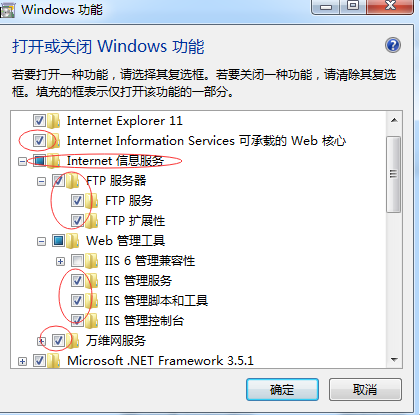 Windows 功能
打开或关闭 Windows 功能
若要打开一种功能，请选择其复选框。若要关闭一种功能，请清除其复选
框。填充的框表示仅打开该功能的一部分。
Internet Explorer 11
Internet Information Services 可承载的 Web 核心
Internet 信息服务
FTP 服务器
FTP 服务
FTP 扩展性
Web 管理工具
IIS 6 管理兼容性
IIS 管理服务
IIS 管理脚本和工具
IIS 管理控制台
万维网服务
Microsoft .NET Framework 3.5.1
确定
取消